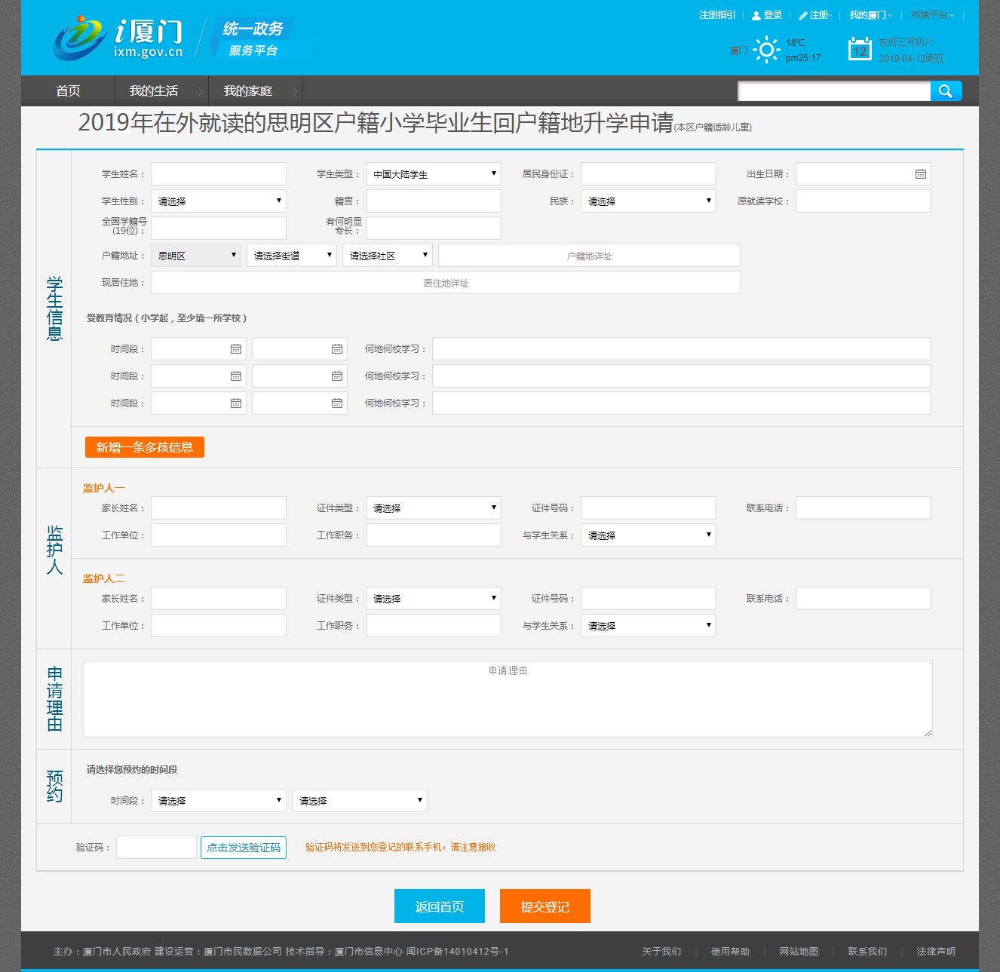 注册指引 登录 注册 我的厦门 终端平台
i厦门 统一政务
ixm.gov.cn 服务平台
厦门 18℃ pm25:17 12 农历三月初八 2019-04-12周五
首页 我的生活 我的家庭
2019年在外就读的思明区户籍小学毕业生回户籍地升学申请(本区户籍适龄儿童)
学生信息
学生姓名： 学生类型： 中国大陆学生 居民身份证： 出生日期：
学生性别： 请选择 籍贯： 民族： 请选择 原就读学校：
全国学籍号(19位)： 有何明显专长：
户籍地址： 思明区 请选择街道 请选择社区 户籍地详址
现居住地： 居住地详址
受教育情况（小学起，至少填一所学校）
时间段： 何地何校学习：
时间段： 何地何校学习：
时间段： 何地何校学习：
新增一条多孩信息
监护人
监护人一
家长姓名： 证件类型： 请选择 证件号码： 联系电话：
工作单位： 工作职务： 与学生关系： 请选择
监护人二
家长姓名： 证件类型： 请选择 证件号码： 联系电话：
工作单位： 工作职务： 与学生关系： 请选择
申请理由
申请理由
预约
请选择您预约的时间段
时间段： 请选择 请选择
验证码： 点击发送验证码 验证码将发送到您登记的联系手机，请注意接收
返回首页 提交登记
主办：厦门市人民政府 建设运营：厦门市民数据公司 技术指导：厦门市信息中心 闽ICP备14010412号-1 关于我们 使用帮助 网站地图 联系我们 法律声明